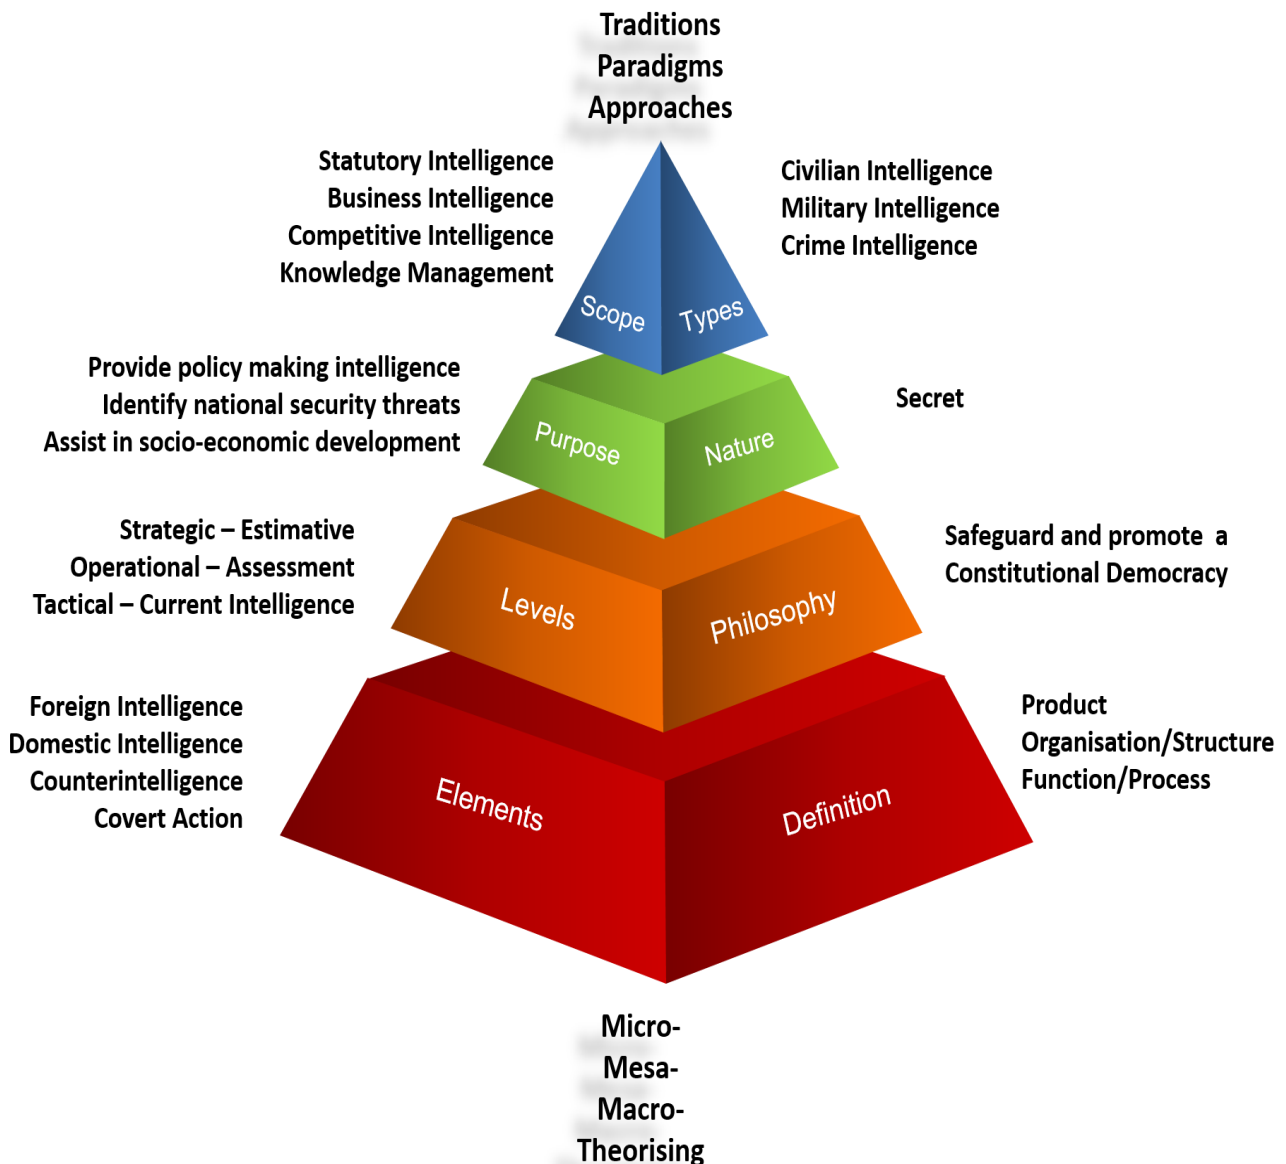 Traditions
Paradigms
Approaches
Statutory Intelligence
Business Intelligence
Competitive Intelligence
Knowledge Management
Civilian Intelligence
Military Intelligence
Crime Intelligence
Scope
Types
Provide policy making intelligence
Identify national security threats
Assist in socio-economic development
Secret
Purpose
Nature
Strategic – Estimative
Operational – Assessment
Tactical – Current Intelligence
Safeguard and promote a
Constitutional Democracy
Levels
Philosophy
Foreign Intelligence
Domestic Intelligence
Counterintelligence
Covert Action
Product
Organisation/Structure
Function/Process
Elements
Definition
Micro-
Mesa-
Macro-
Theorising